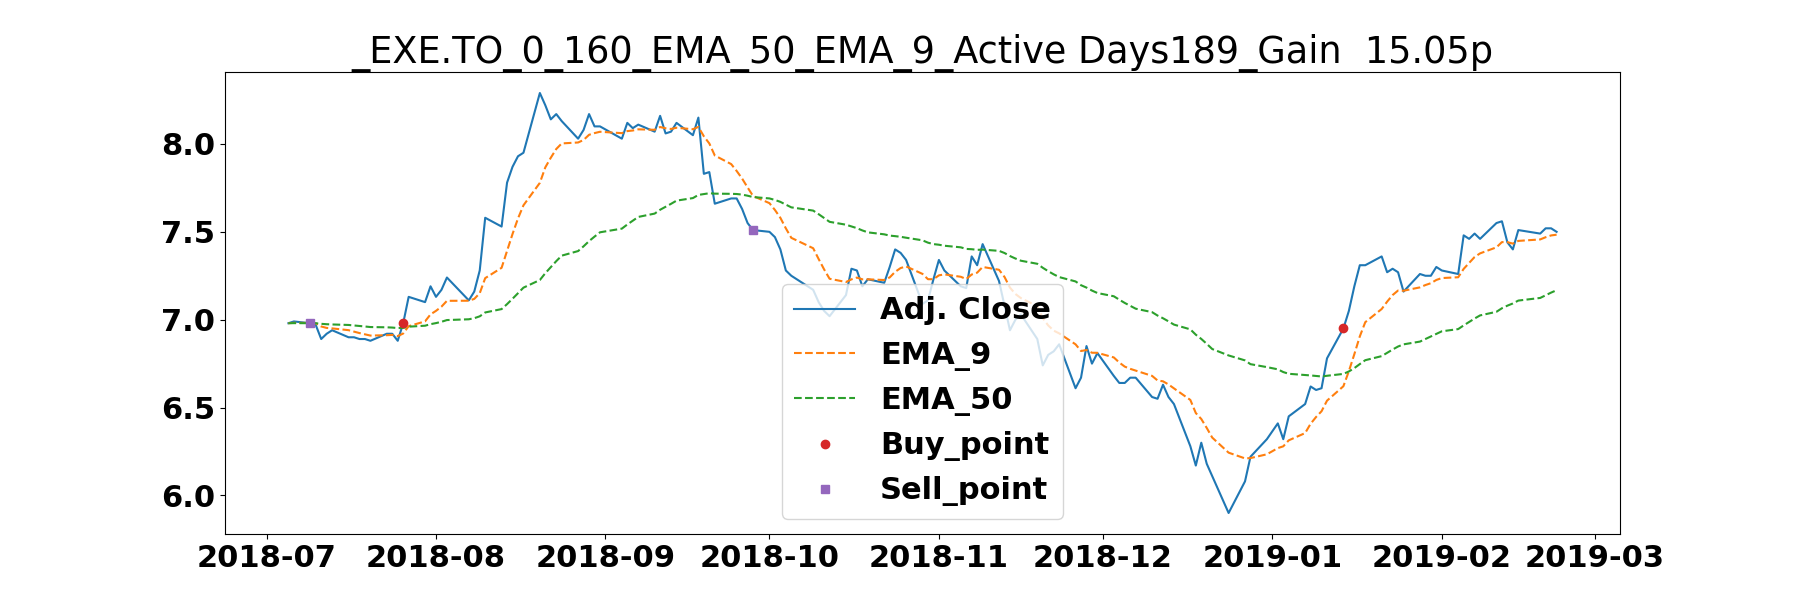 _EXE.TO_0_160_EMA_50_EMA_9_Active Days189_Gain  15.05p
8.0
7.5
7.0
6.5
6.0
Adj. Close
EMA_9
EMA_50
Buy_point
Sell_point
2018-07 2018-08 2018-09 2018-10 2018-11 2018-12 2019-01 2019-02 2019-03